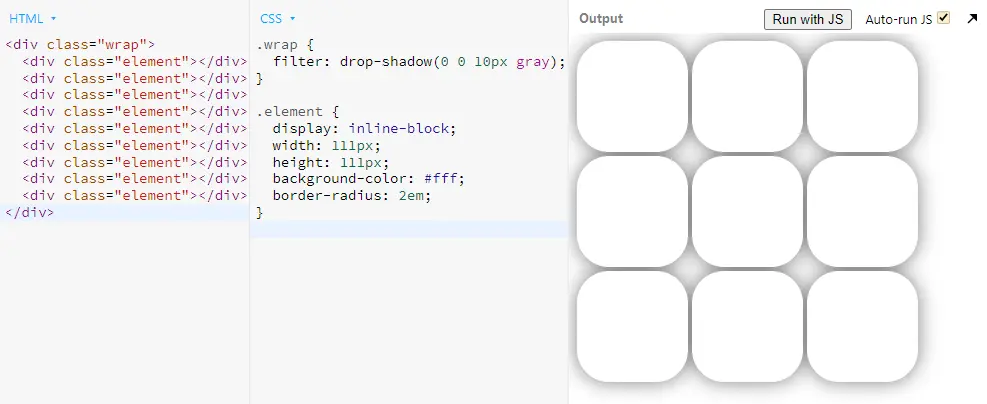 HTML
<div class="wrap">
<div class="element"></div>
<div class="element"></div>
<div class="element"></div>
<div class="element"></div>
<div class="element"></div>
<div class="element"></div>
<div class="element"></div>
<div class="element"></div>
<div class="element"></div>
</div>
CSS
.wrap {
filter: drop-shadow(0 0 10px gray);
}
.element {
display: inline-block;
width: 111px;
height: 111px;
background-color: #fff;
border-radius: 2em;
}
Output
Run with JS
Auto-run JS